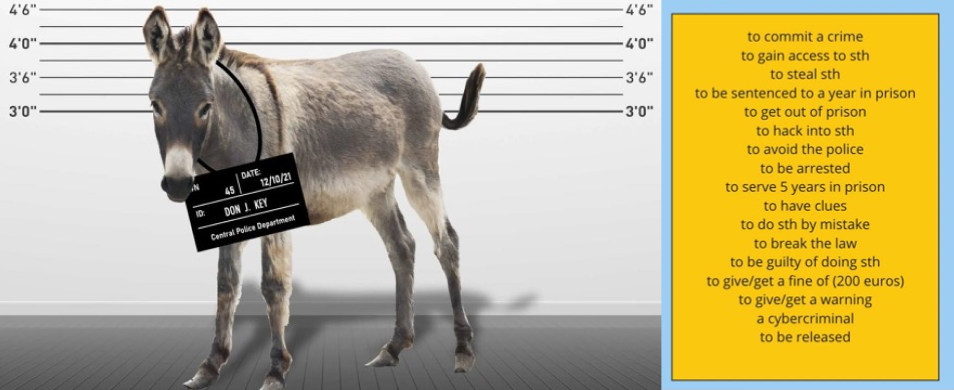 4'6" 4'6"
4'0" 4'0"
3'6" 3'6"
3'0" 3'0"
45 DATE: 12/10/21
ID: DON J. KEY
Central Police Department
to commit a crime
to gain access to sth
to steal sth
to be sentenced to a year in prison
to get out of prison
to hack into sth
to avoid the police
to be arrested
to serve 5 years in prison
to have clues
to do sth by mistake
to break the law
to be guilty of doing sth
to give/get a fine of (200 euros)
to give/get a warning
a cybercriminal
to be released